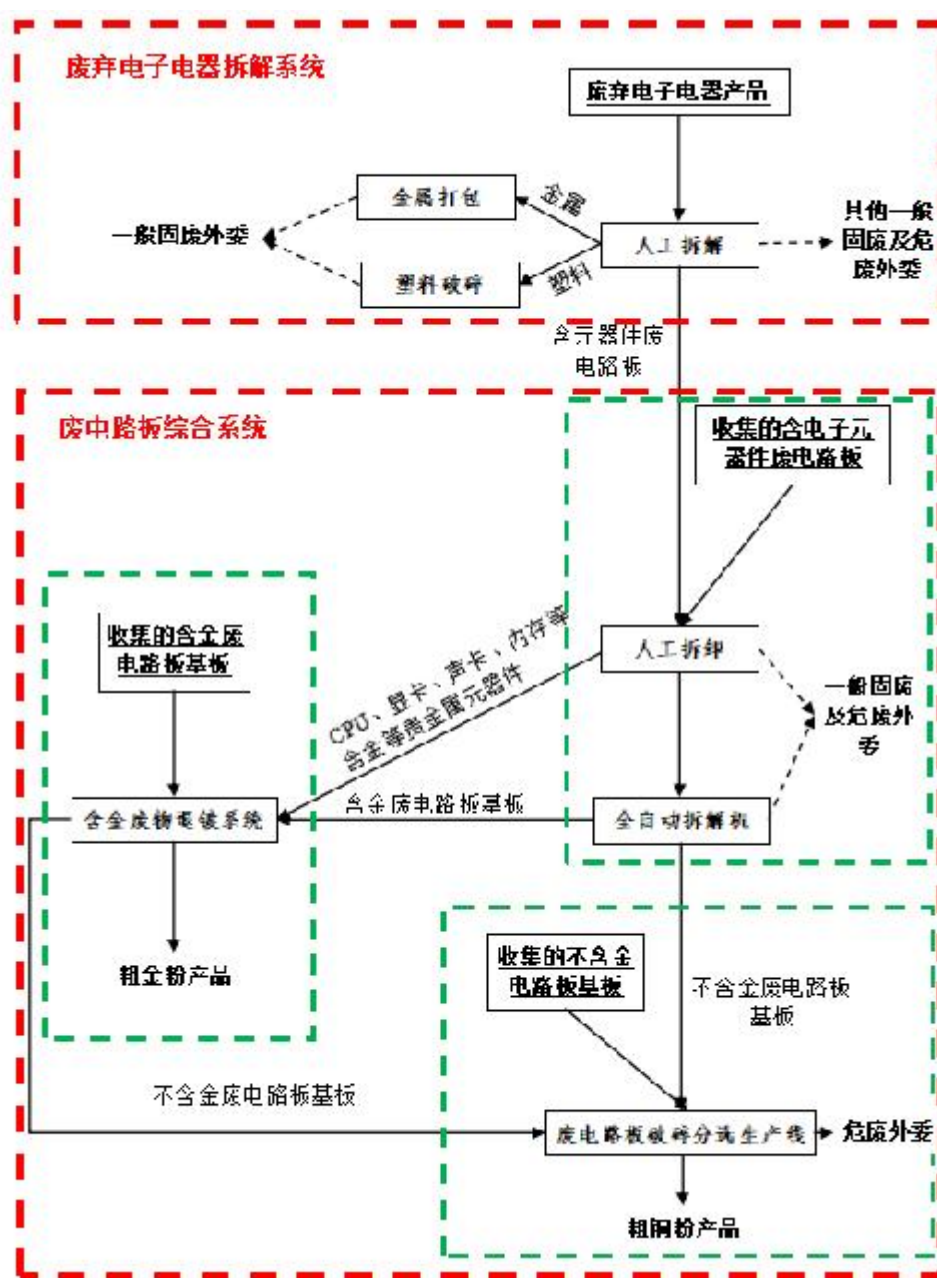 废弃电子电器拆解系统
废弃电子电器产品
金属打包
金属
一般固废外委
人工拆解
其他一般
固废及危
废外委
塑料破碎
塑料
含元器件废
电路板
废电路板综合系统
收集的含电子元
器件废电路板
收集的含金废
电路板基板
CPU、显卡、声卡、内存等
含金等贵金属元器件
人工拆卸
一般固废
及危废外
委
含金废物退镀系统
含金废电路板基板
全自动拆解机
粗金粉产品
收集的不含金
电路板基板
不含金废电路板
基板
不含金废电路板基板
废电路板破碎分选生产线
危废外委
粗铜粉产品